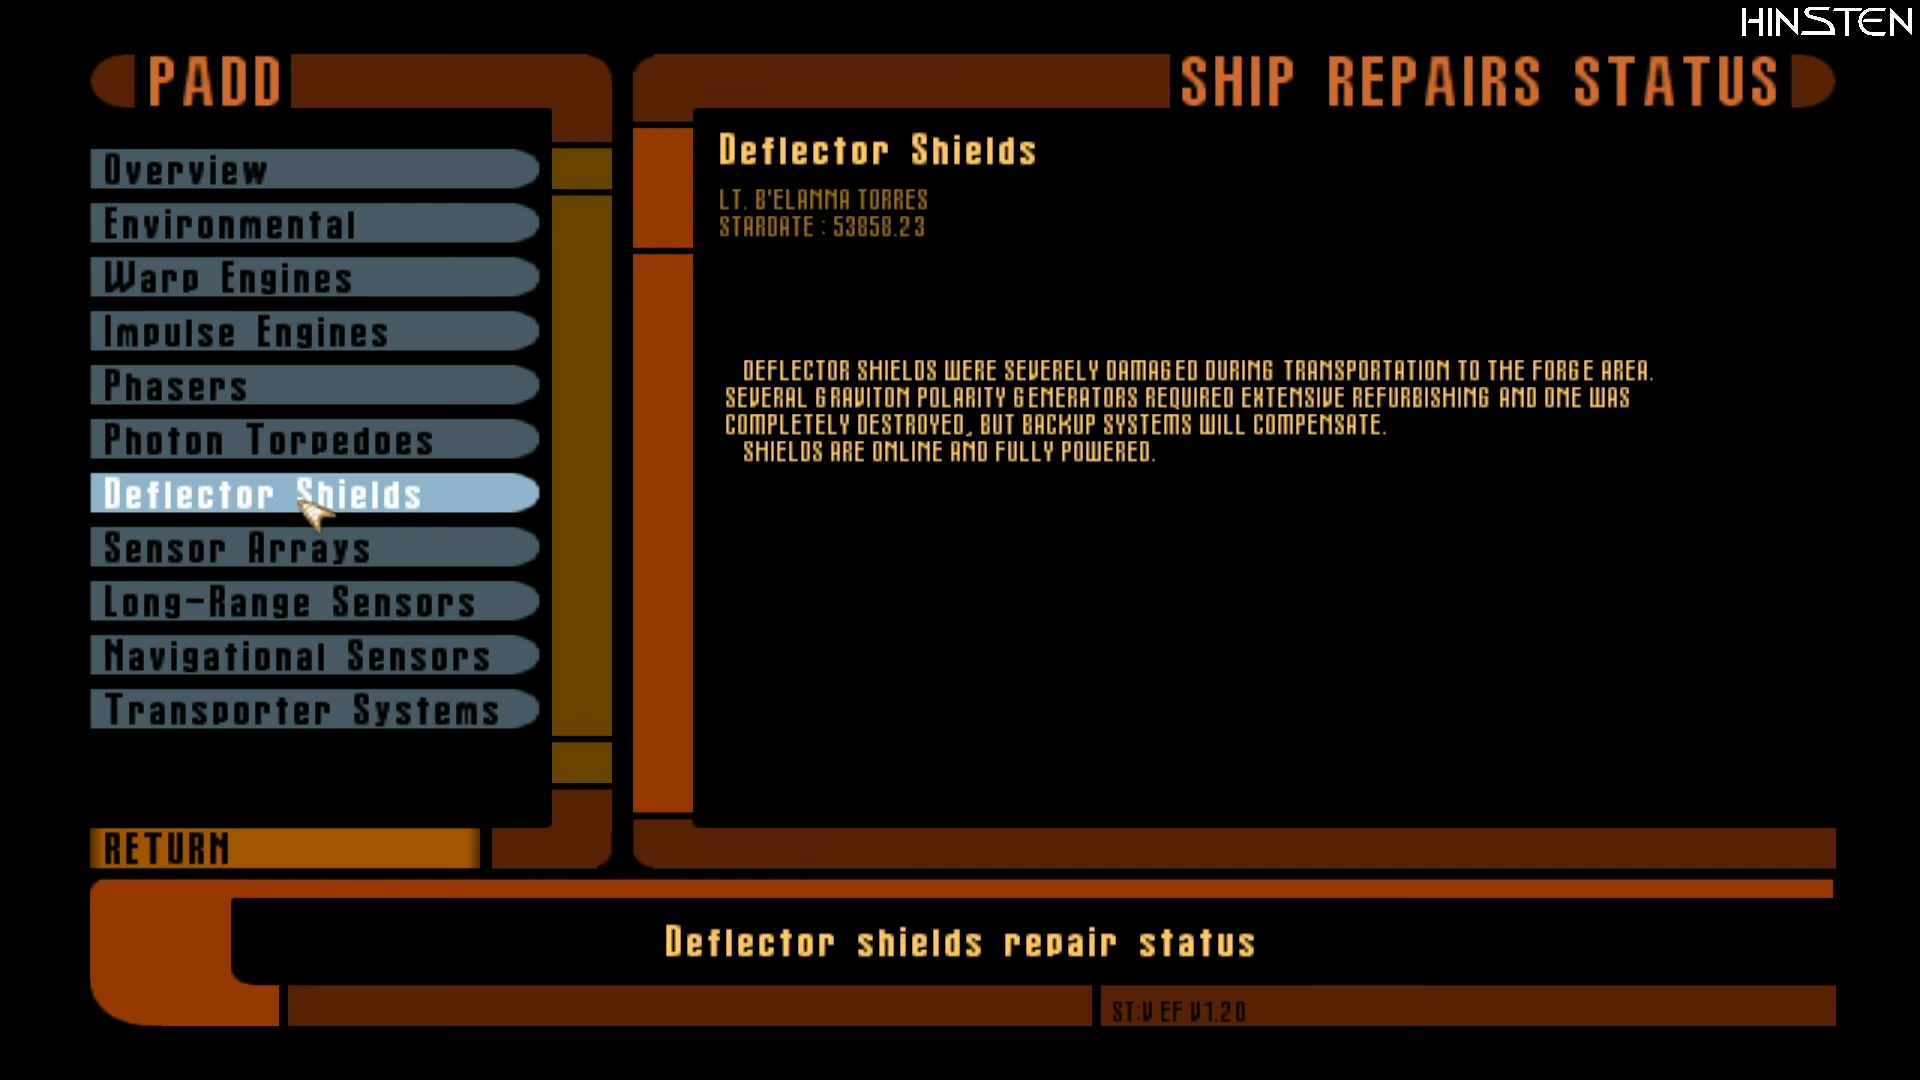 HINSTEN
PADD
SHIP REPAIRS STATUS
Overview
Environmental
Warp Engines
Impulse Engines
Phasers
Photon Torpedoes
Deflector Shields
Sensor Arrays
Long-Range Sensors
Navigational Sensors
Transporter Systems
RETURN
Deflector Shields
LT. B'ELANNA TORRES
STARDATE : 53858.23
DEFLECTOR SHIELDS WERE SEVERELY DAMAGED DURING TRANSPORTATION TO THE FORGE AREA.
SEVERAL GRAVITON POLARITY GENERATORS REQUIRED EXTENSIVE REFURBISHING AND ONE WAS
COMPLETELY DESTROYED, BUT BACKUP SYSTEMS WILL COMPENSATE.
SHIELDS ARE ONLINE AND FULLY POWERED.
Deflector shields repair status
ST:V EF V1.20